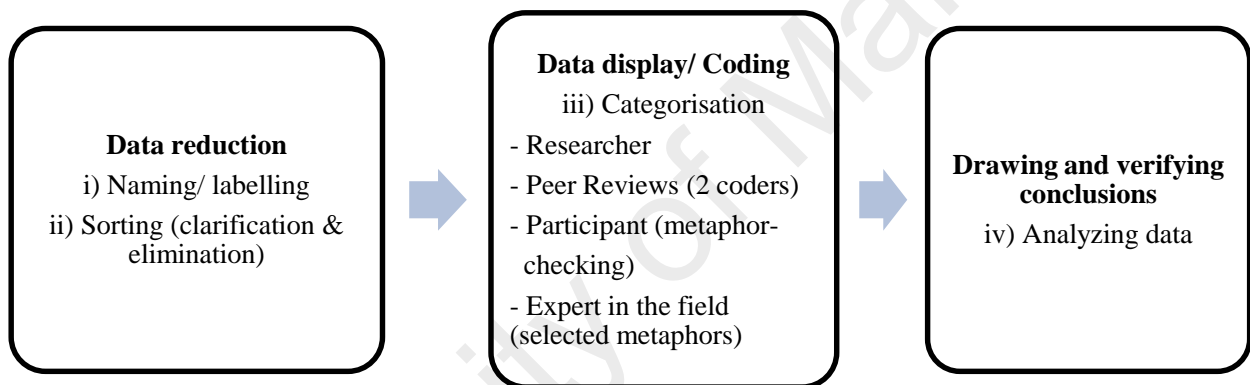 Data reduction
i) Naming/ labelling
ii) Sorting (clarification &
elimination)
Data display/ Coding
iii) Categorisation
- Researcher
- Peer Reviews (2 coders)
- Participant (metaphor-
checking)
- Expert in the field
(selected metaphors)
Drawing and verifying
conclusions
iv) Analyzing data